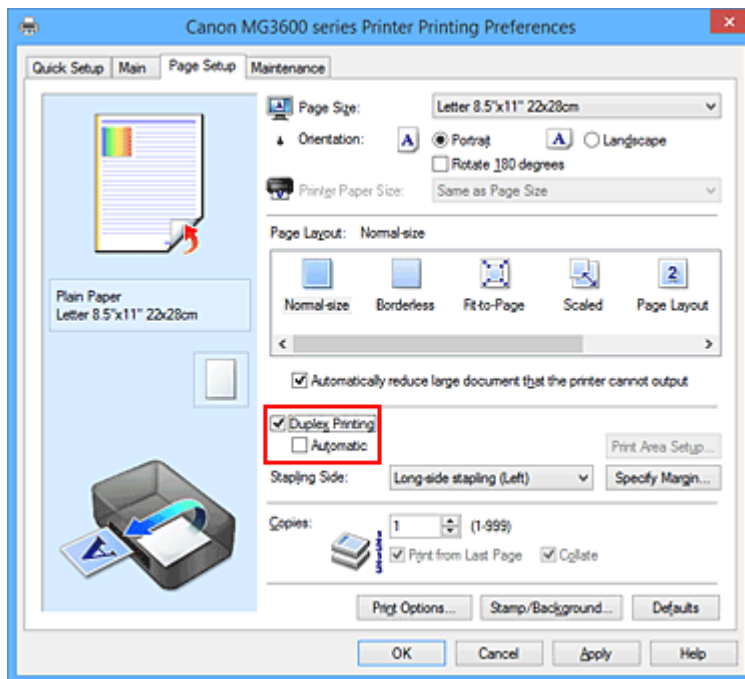 Canon MG3600 series Printer Printing Preferences
Quick Setup Main Page Setup Maintenance
Page Size: Letter 8.5"x11" 22x28cm
Orientation: A Portrait A Landscape
Rotate 180 degrees
Printer Paper Size: Same as Page Size
Page Layout: Normal-size
2
Normal-size Borderless Fit-to-Page Scaled Page Layout
Plain Paper
Letter 8.5"x11" 22x28cm
Automatically reduce large document that the printer cannot output
Duplex Printing
Automatic
Print Area Setup...
Stapling Side: Long-side stapling (Left) Specify Margin...
Copies: 1 (1-999)
Print from Last Page Collate
A
Print Options... Stamp/Background... Defaults
OK Cancel Apply Help